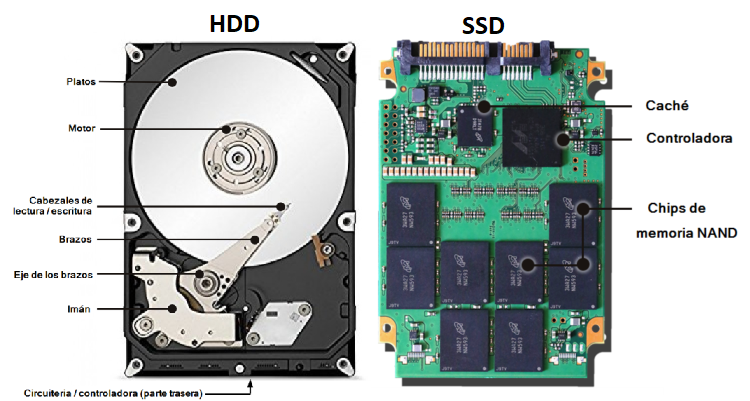 HDD
SSD
Platos
Motor
Cabezales de
lectura / escritura
Brazos
Eje de los brazos
Imán
Circuiteria / controladora (parte trasera)
Caché
Controladora
Chips de
memoria NAND